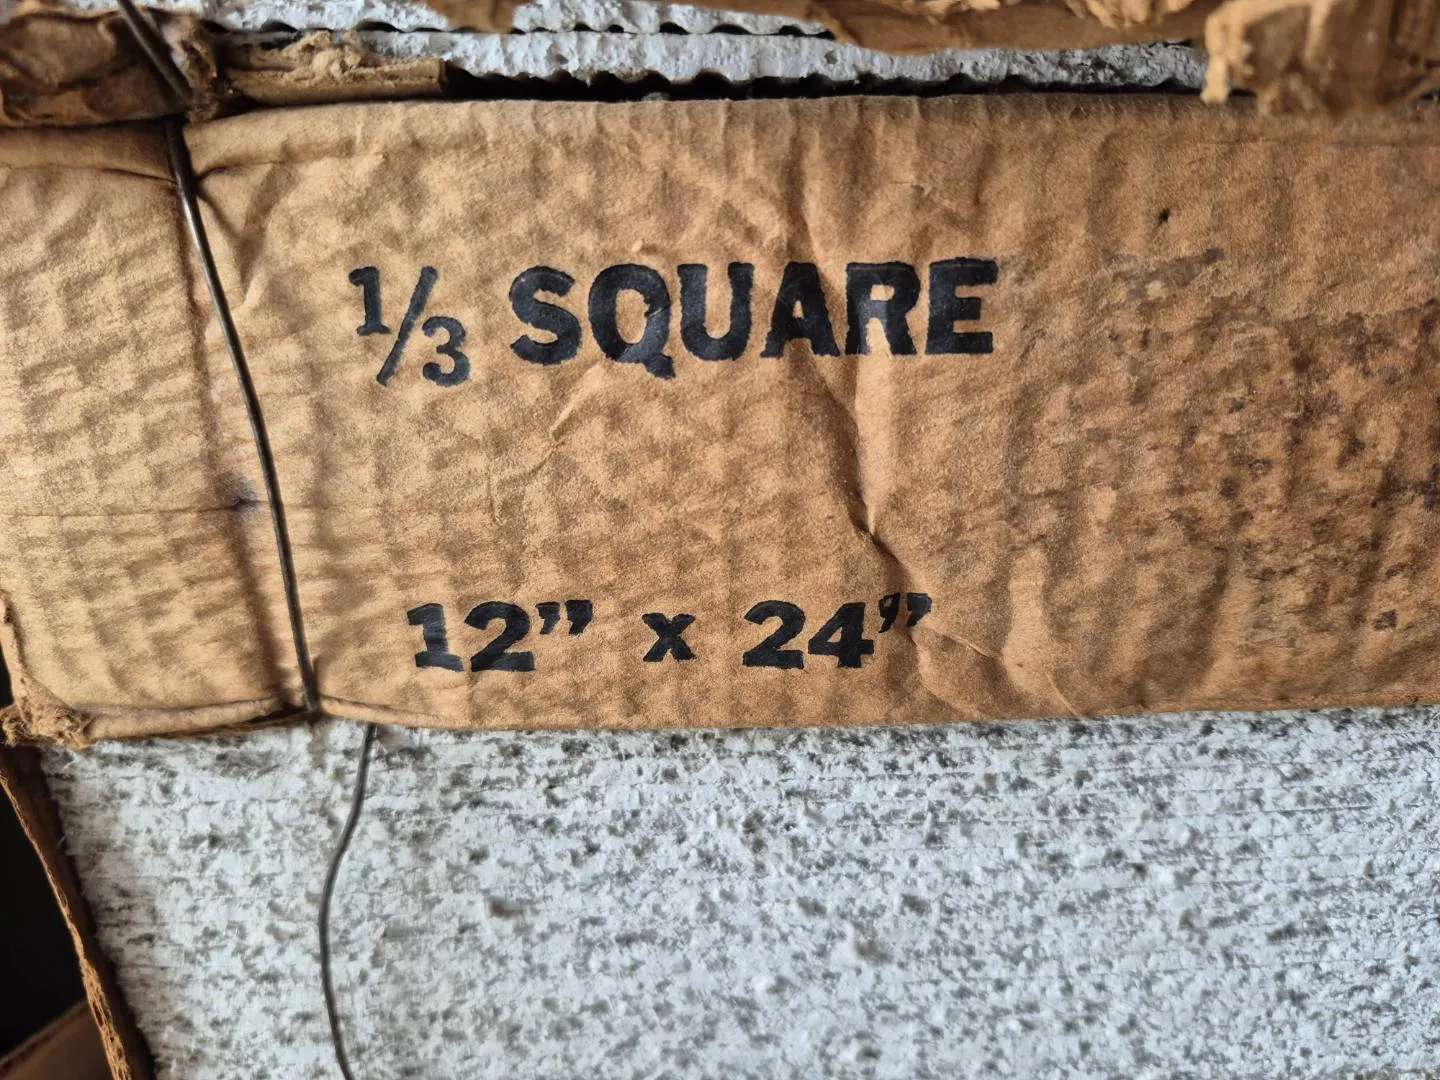 ⅓ SQUARE
12” x 24”